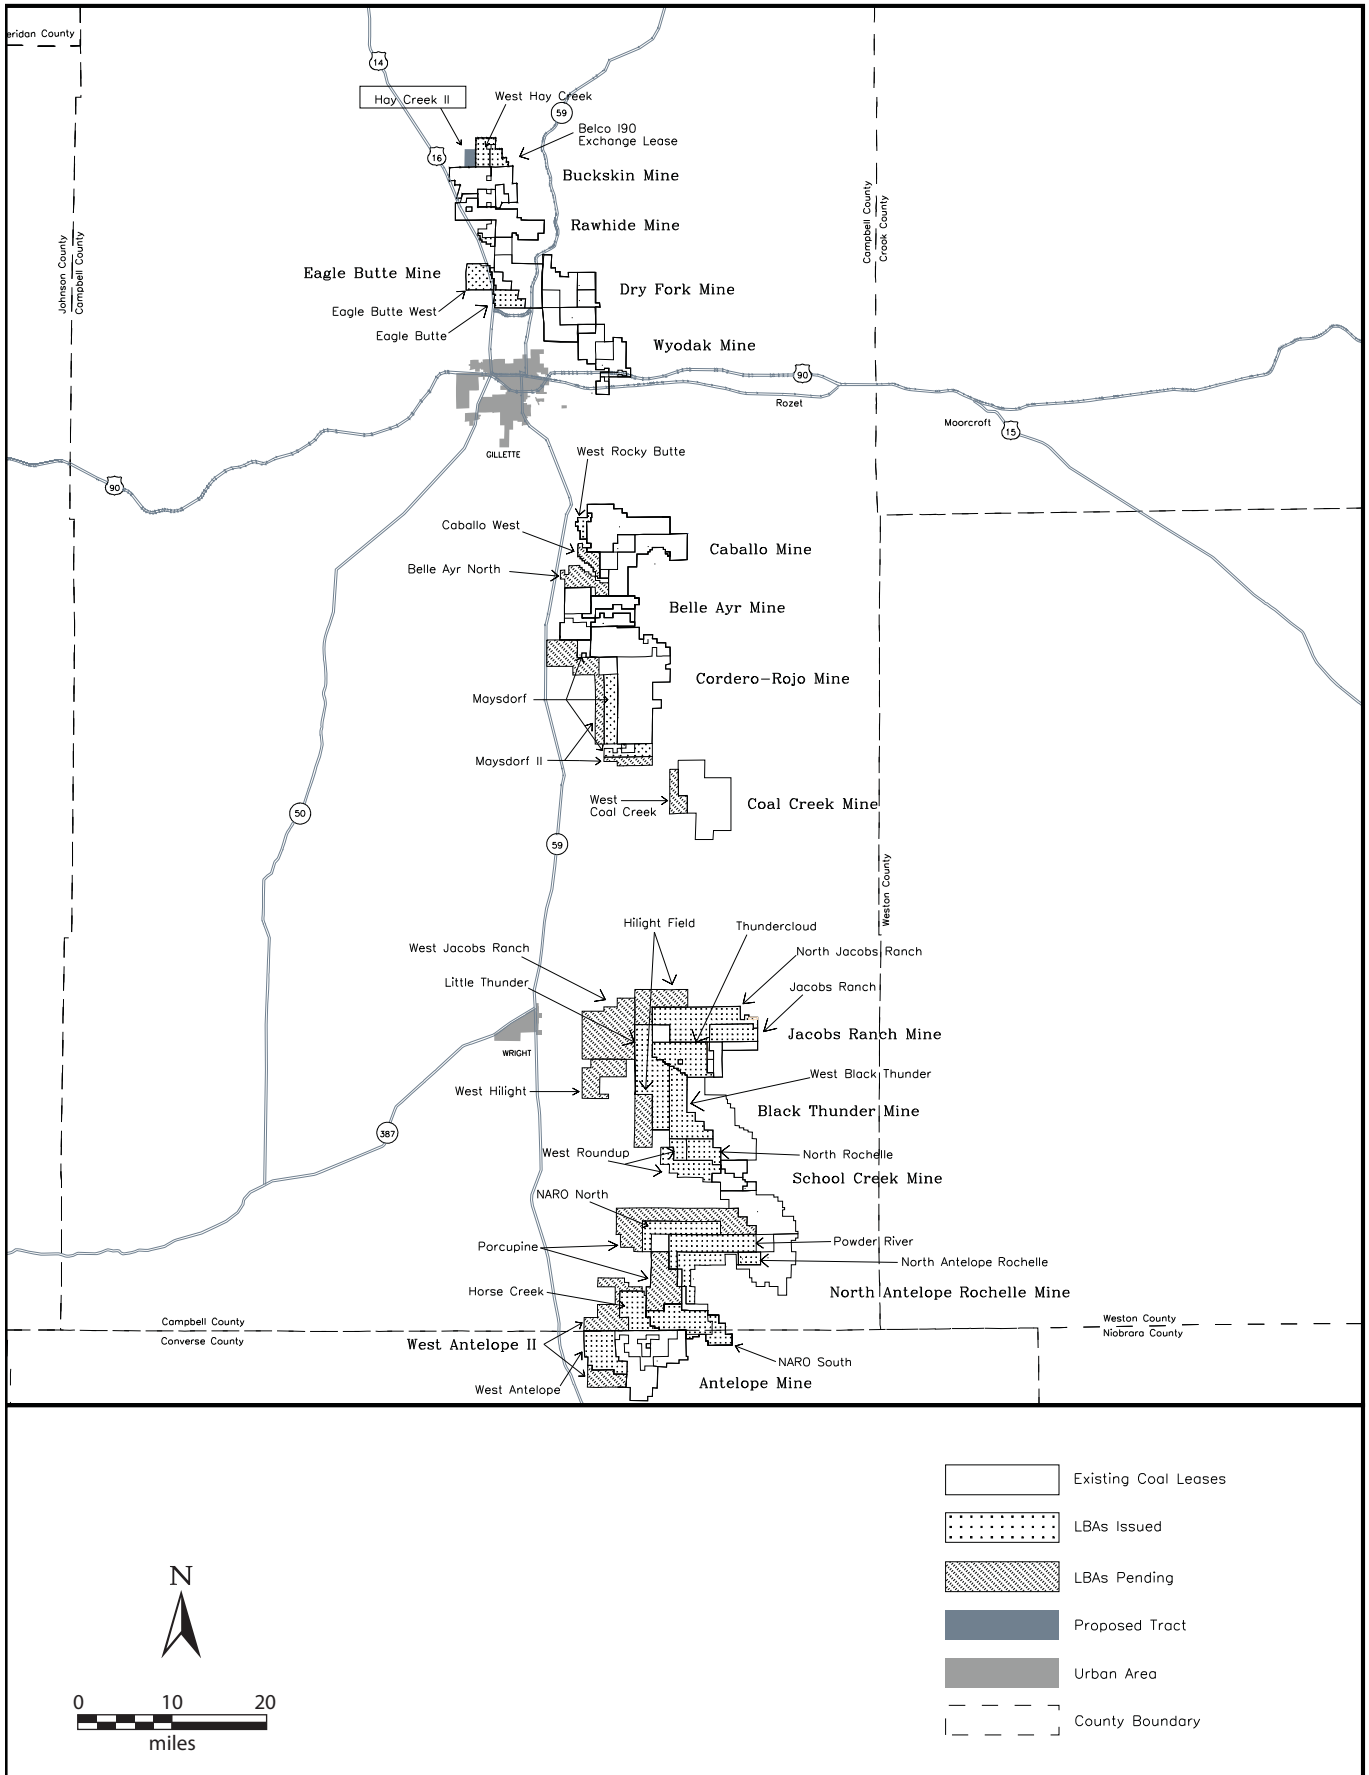 eridan County
14
Hay Creek II
West Hay Creek
59
Belco I90
Exchange Lease
16
Buckskin Mine
Rawhide Mine
Johnson County
Campbell County
Campbell County
Crook County
Eagle Butte Mine
Dry Fork Mine
Eagle Butte West
Eagle Butte
Wyodak Mine
90
Rozet
Moorcroft
15
GILLETTE
90
West Rocky Butte
Caballo West
Caballo Mine
Belle Ayr North
Belle Ayr Mine
Cordero-Rojo Mine
Maysdorf
Maysdorf II
West
Coal Creek
Coal Creek Mine
50
59
Weston County
Hilight Field
Thundercloud
West Jacobs Ranch
North Jacobs Ranch
Little Thunder
Jacobs Ranch
Jacobs Ranch Mine
WRIGHT
West Black Thunder
West Hilight
Black Thunder Mine
387
West Roundup
North Rochelle
School Creek Mine
NARO North
Porcupine
Powder River
North Antelope Rochelle
Horse Creek
North Antelope Rochelle Mine
Campbell County
Converse County
Weston County
Niobrara County
West Antelope II
NARO South
West Antelope
Antelope Mine
Existing Coal Leases
LBAs Issued
LBAs Pending
Proposed Tract
Urban Area
County Boundary
N
0 10 20
miles